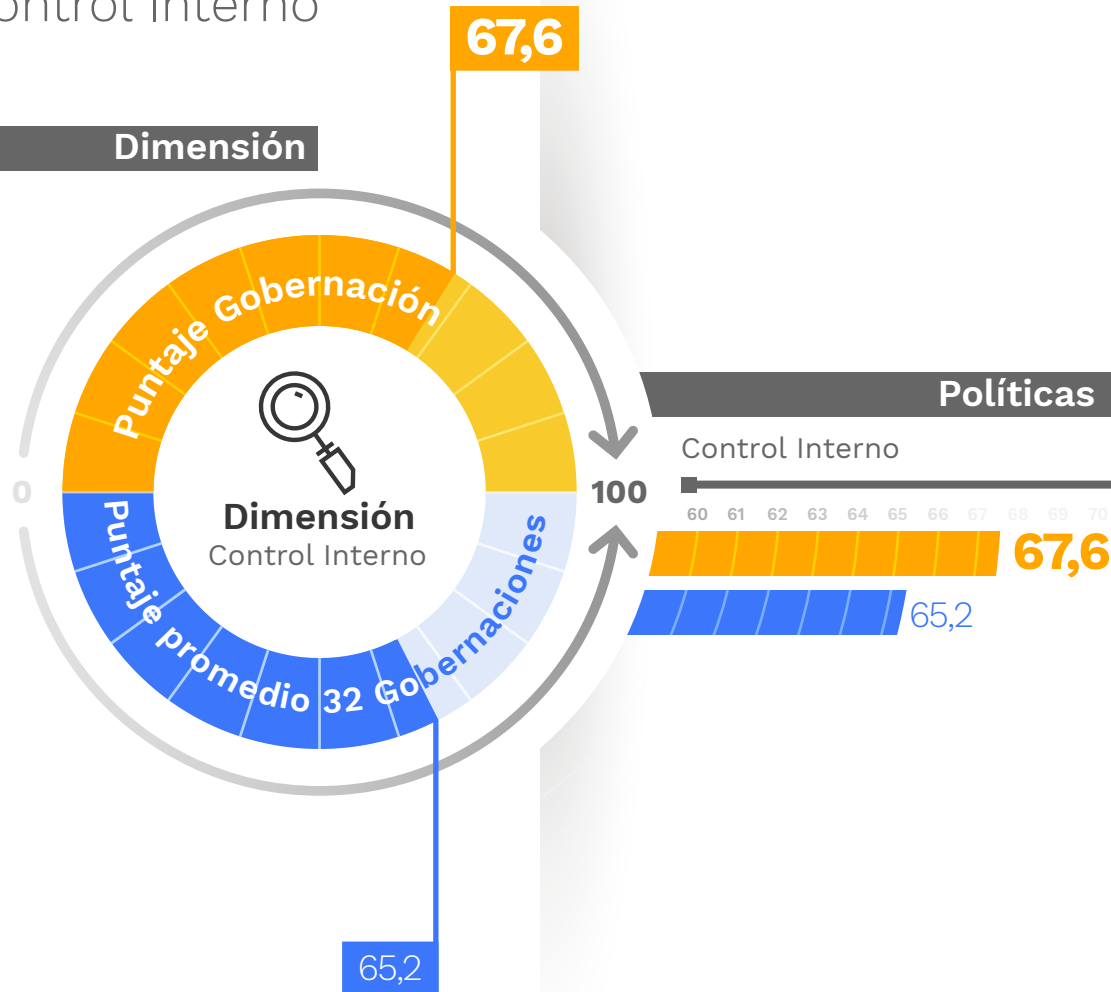 ontrol Interno
67,6
Dimensión
Puntaje Gobernación
0
100
Dimensión
Control Interno
Puntaje promedio 32 Gobernaciones
65,2
Políticas
Control Interno
60 61 62 63 64 65 66 67 68 69 70
67,6
65,2